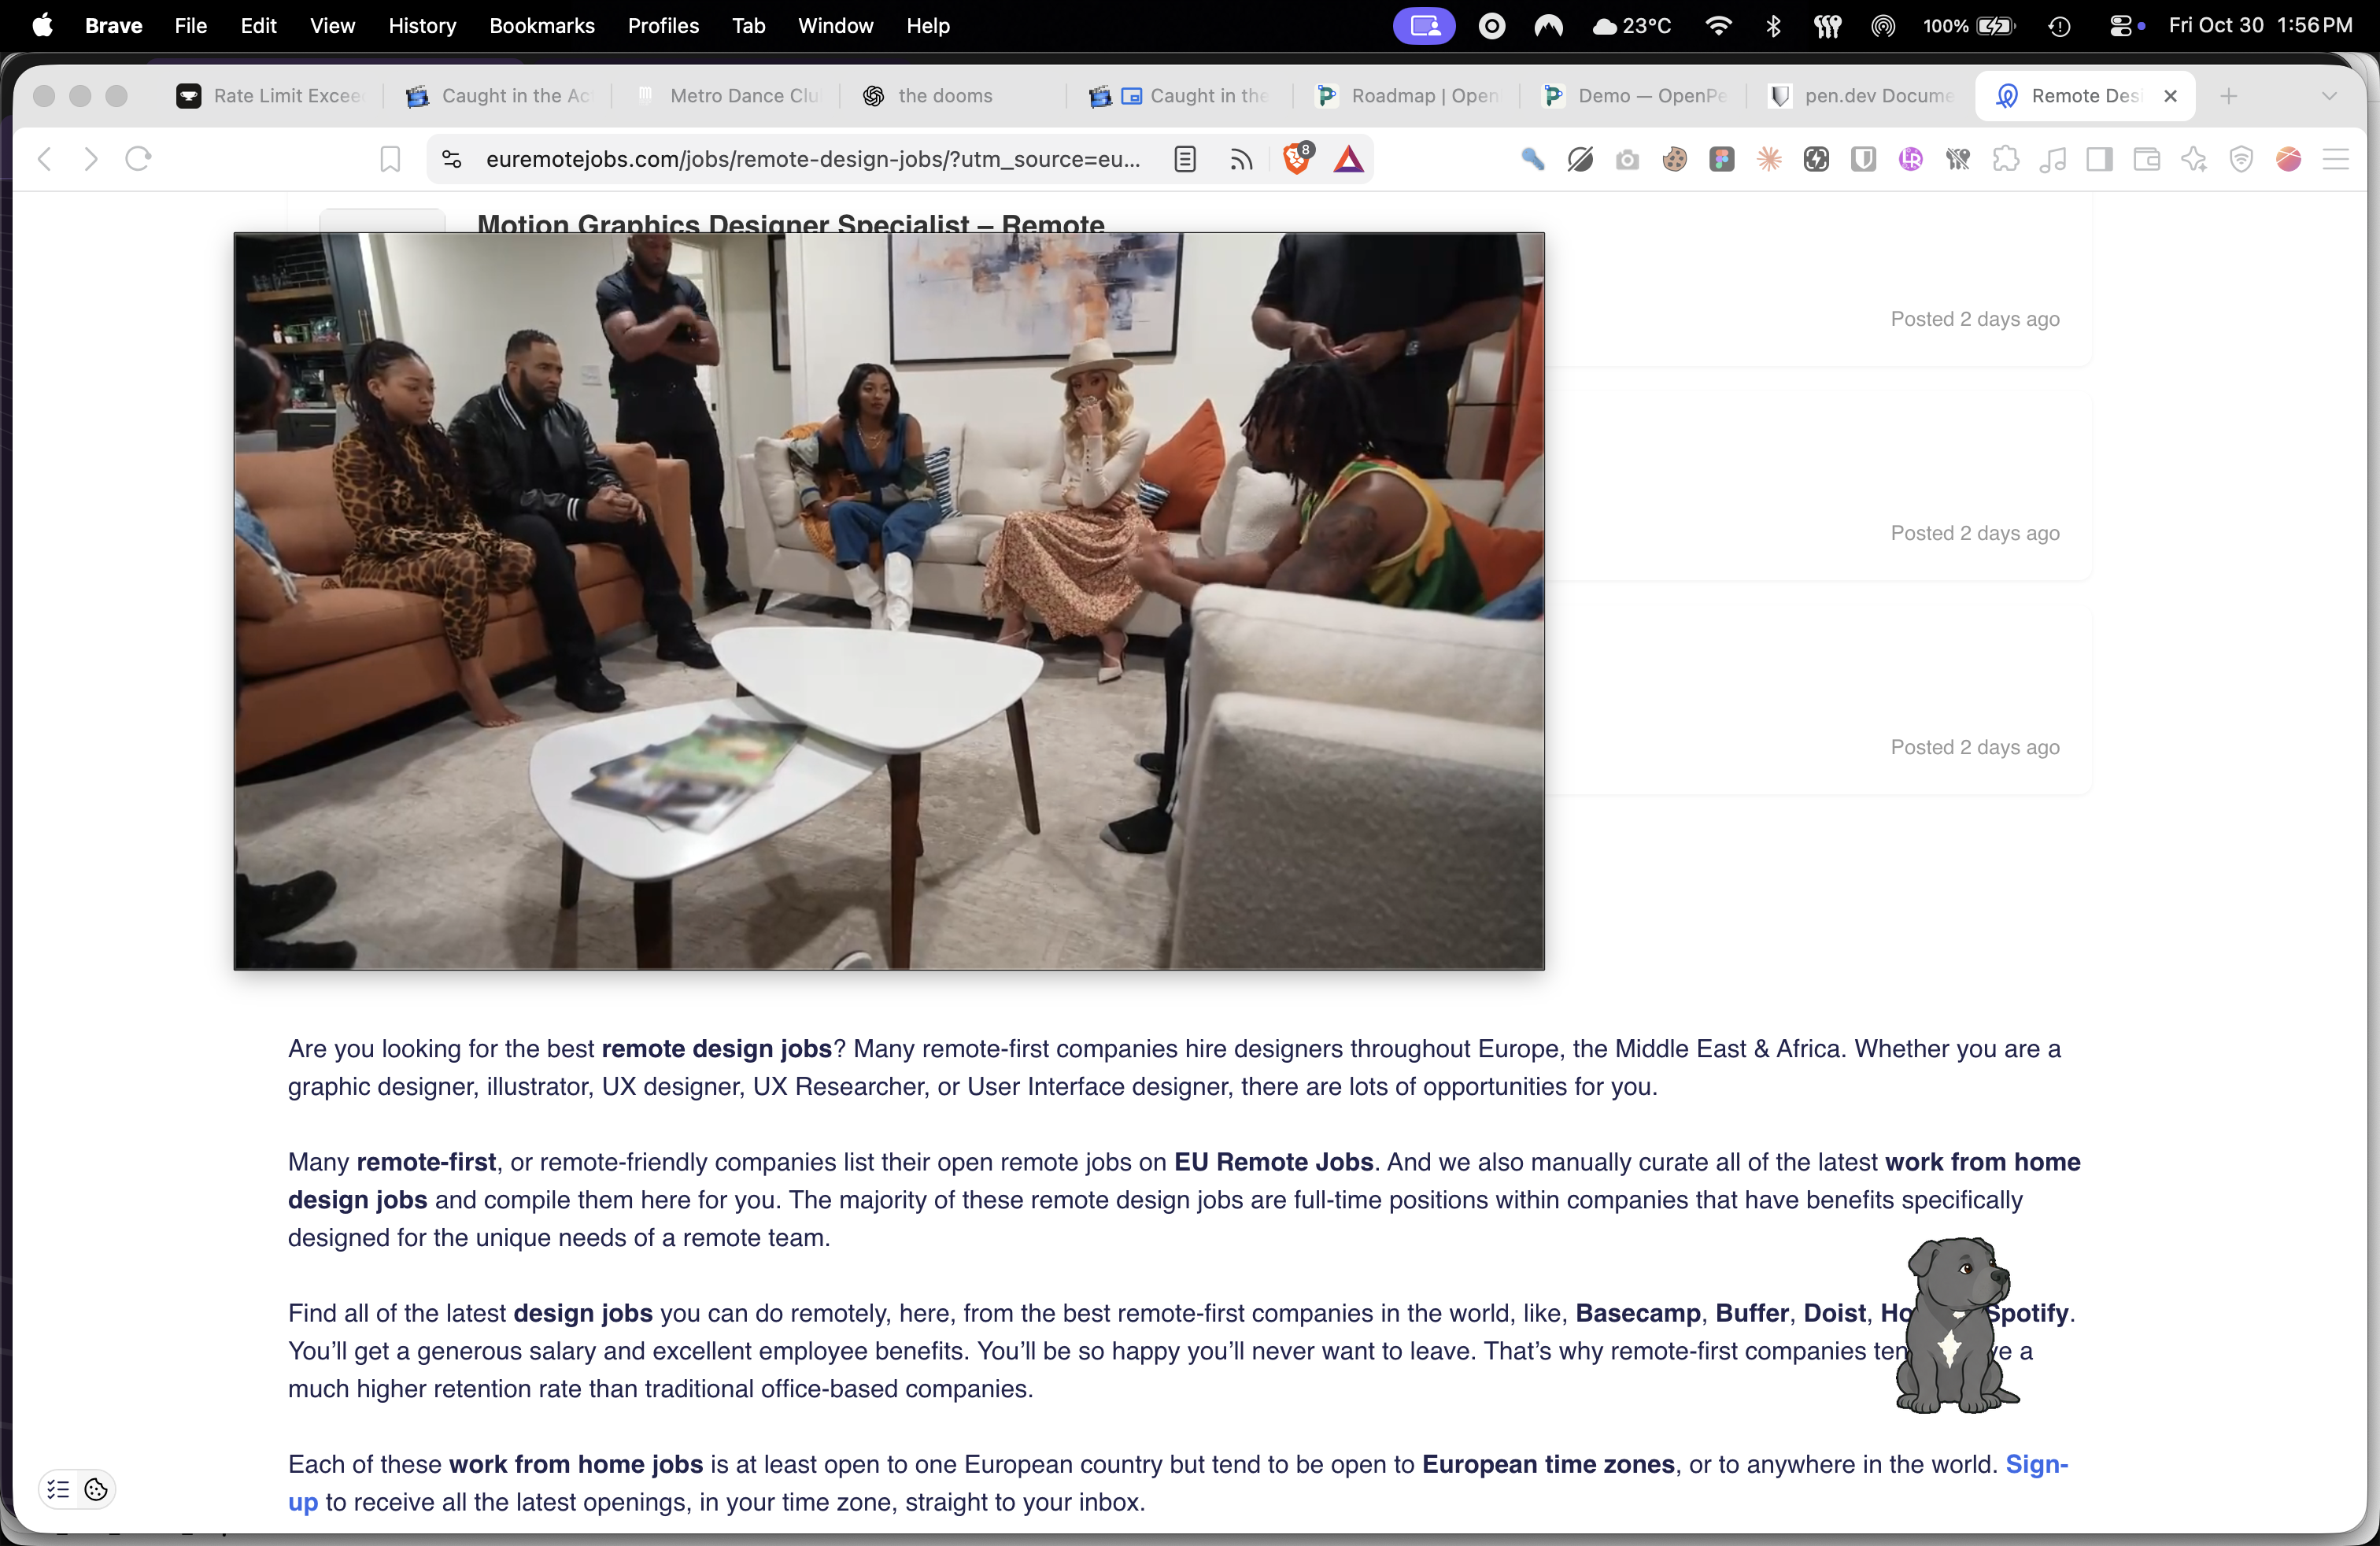 Brave File Edit View History Bookmarks Profiles Tab Window Help 23°C 100% Fri Oct 30 1:56 PM
Rate Limit Excee Caught in the Ac Metro Dance Clu the dooms Caught in the Roadmap | Open Demo — OpenPe pen.dev Docume Remote Des
euremotejobs.com/jobs/remote-design-jobs/?utm_source=eu... 8
Motion Graphics Designer Specialist – Remote
Posted 2 days ago
Posted 2 days ago
Posted 2 days ago
Are you looking for the best remote design jobs? Many remote-first companies hire designers throughout Europe, the Middle East & Africa. Whether you are a
graphic designer, illustrator, UX designer, UX Researcher, or User Interface designer, there are lots of opportunities for you.
Many remote-first, or remote-friendly companies list their open remote jobs on EU Remote Jobs. And we also manually curate all of the latest work from home
design jobs and compile them here for you. The majority of these remote design jobs are full-time positions within companies that have benefits specifically
designed for the unique needs of a remote team.
Find all of the latest design jobs you can do remotely, here, from the best remote-first companies in the world, like, Basecamp, Buffer, Doist, Ho Spotify.
You’ll get a generous salary and excellent employee benefits. You’ll be so happy you’ll never want to leave. That’s why remote-first companies ten ve a
much higher retention rate than traditional office-based companies.
Each of these work from home jobs is at least open to one European country but tend to be open to European time zones, or to anywhere in the world. Sign-
up to receive all the latest openings, in your time zone, straight to your inbox.